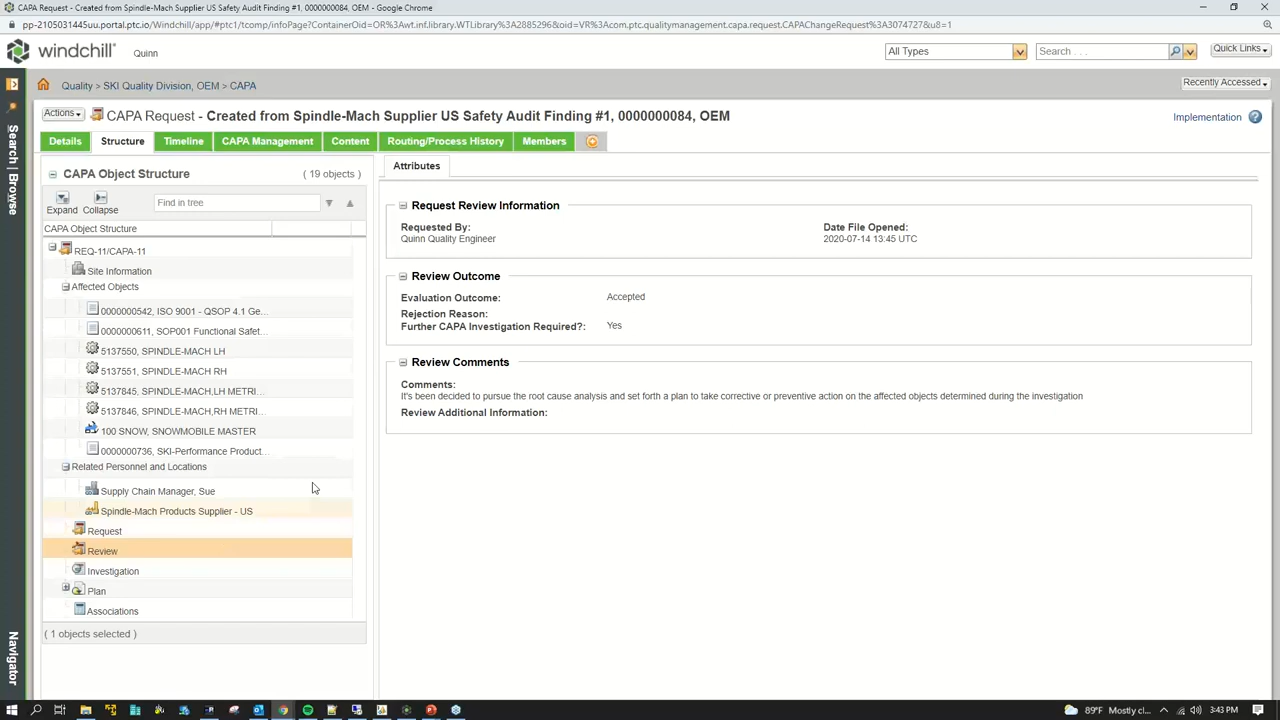 CAPA Request - Created from Spindle-Mach Supplier US Safety Audit Finding #1, 0000000084, OEM - Google Chrome
pp-2105031445uu.portal.ptc.io/Windchill/app/#ptc1/tcomp/infoPage?ContainerOid=OR%3Awt.inf.library.WTLibrary%3A2885296&oid=VR%3Acom.ptc.qualitymanagement.capa.request.CAPAChangeRequest%3A3074727&u8=1
windchill
Quinn
All Types
Search . . .
Quick Links
Quality > SKI Quality Division, OEM > CAPA
Recently Accessed
Actions
CAPA Request - Created from Spindle-Mach Supplier US Safety Audit Finding #1, 0000000084, OEM
Implementation
Details
Structure
Timeline
CAPA Management
Content
Routing/Process History
Members
Search | Browse
Navigator
CAPA Object Structure
( 19 objects )
Expand
Collapse
Find in tree
CAPA Object Structure
REQ-11/CAPA-11
Site Information
Affected Objects
0000000542, ISO 9001 - QSOP 4.1 Ge...
0000000611, SOP001 Functional Safet...
5137550, SPINDLE-MACH LH
5137551, SPINDLE-MACH RH
5137845, SPINDLE-MACH,LH METRI...
5137846, SPINDLE-MACH,RH METRI...
100 SNOW, SNOWMOBILE MASTER
0000000736, SKI-Performance Product...
Related Personnel and Locations
Supply Chain Manager, Sue
Spindle-Mach Products Supplier - US
Request
Review
Investigation
Plan
Associations
( 1 objects selected )
Attributes
Request Review Information
Requested By:
Quinn Quality Engineer
Date File Opened:
2020-07-14 13:45 UTC
Review Outcome
Evaluation Outcome: Accepted
Rejection Reason:
Further CAPA Investigation Required?: Yes
Review Comments
Comments:
It's been decided to pursue the root cause analysis and set forth a plan to take corrective or preventive action on the affected objects determined during the investigation
Review Additional Information:
89°F Mostly cl...
3:43 PM